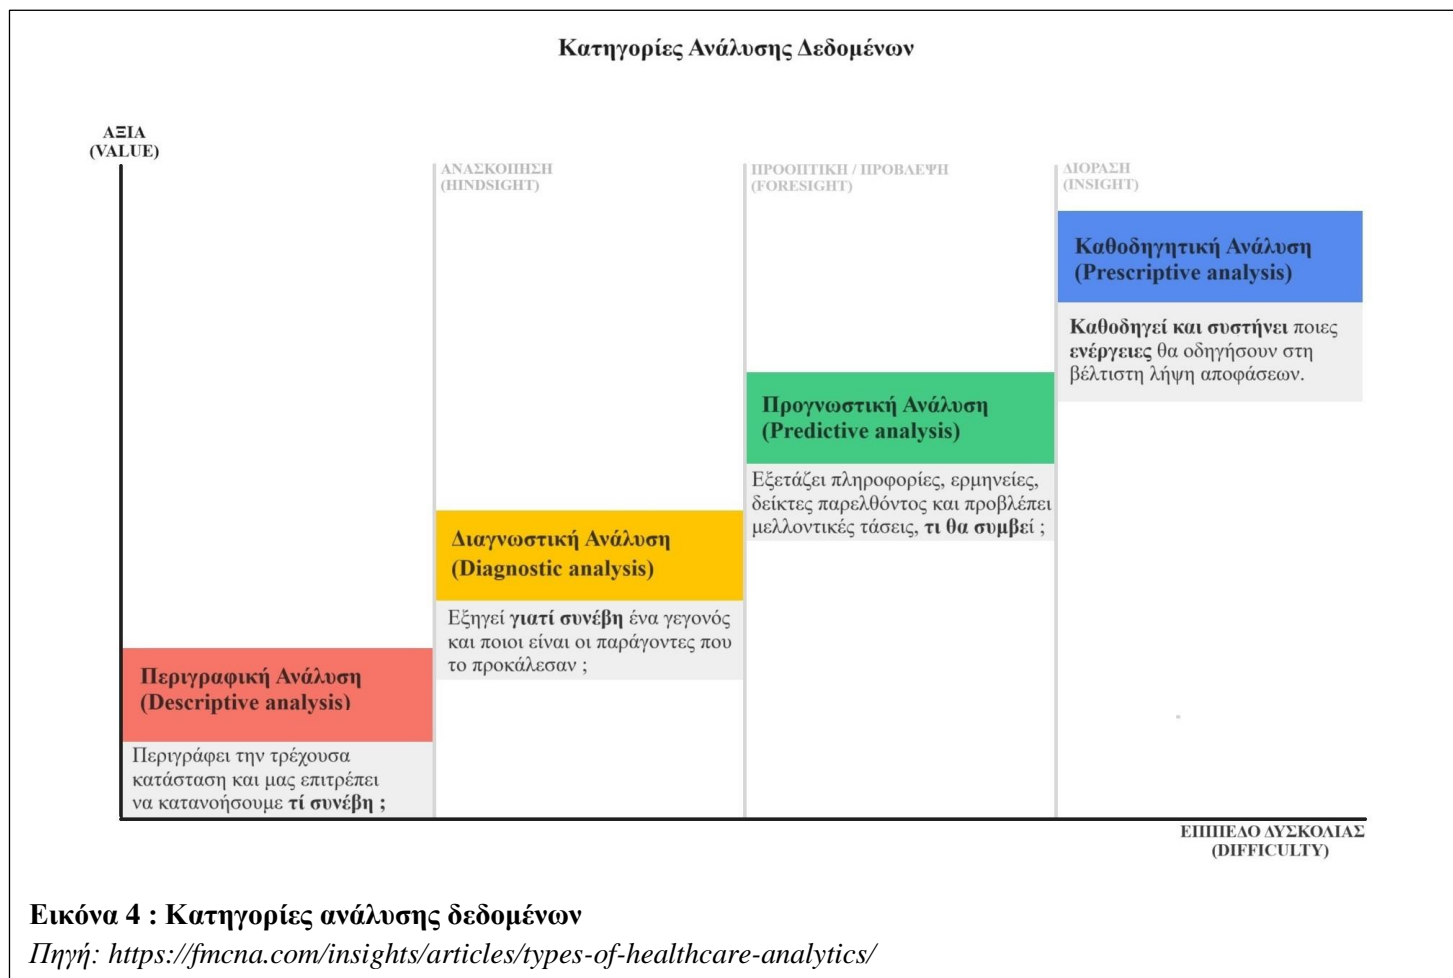 Κατηγορίες Ανάλυσης Δεδομένων
ΑΞΙΑ
(VALUE)
ΑΝΑΣΚΟΠΗΣΗ
(HINDSIGHT)
ΠΡΟΟΠΤΙΚΗ / ΠΡΟΒΛΕΨΗ
(FORESIGHT)
ΔΙΟΡΑΣΗ
(INSIGHT)
Καθοδηγητική Ανάλυση
(Prescriptive analysis)
Καθοδηγεί και συστήνει ποιες
ενέργειες θα οδηγήσουν στη
βέλτιστη λήψη αποφάσεων.
Προγνωστική Ανάλυση
(Predictive analysis)
Εξετάζει πληροφορίες, ερμηνείες,
δείκτες παρελθόντος και προβλέπει
μελλοντικές τάσεις, τι θα συμβεί ;
Διαγνωστική Ανάλυση
(Diagnostic analysis)
Εξηγεί γιατί συνέβη ένα γεγονός
και ποιοι είναι οι παράγοντες που
το προκάλεσαν ;
Περιγραφική Ανάλυση
(Descriptive analysis)
Περιγράφει την τρέχουσα
κατάσταση και μας επιτρέπει
να κατανοήσουμε τί συνέβη ;
ΕΠΙΠΕΔΟ ΔΥΣΚΟΛΙΑΣ
(DIFFICULTY)
Εικόνα 4 : Κατηγορίες ανάλυσης δεδομένων
Πηγή: https://fmcna.com/insights/articles/types-of-healthcare-analytics/